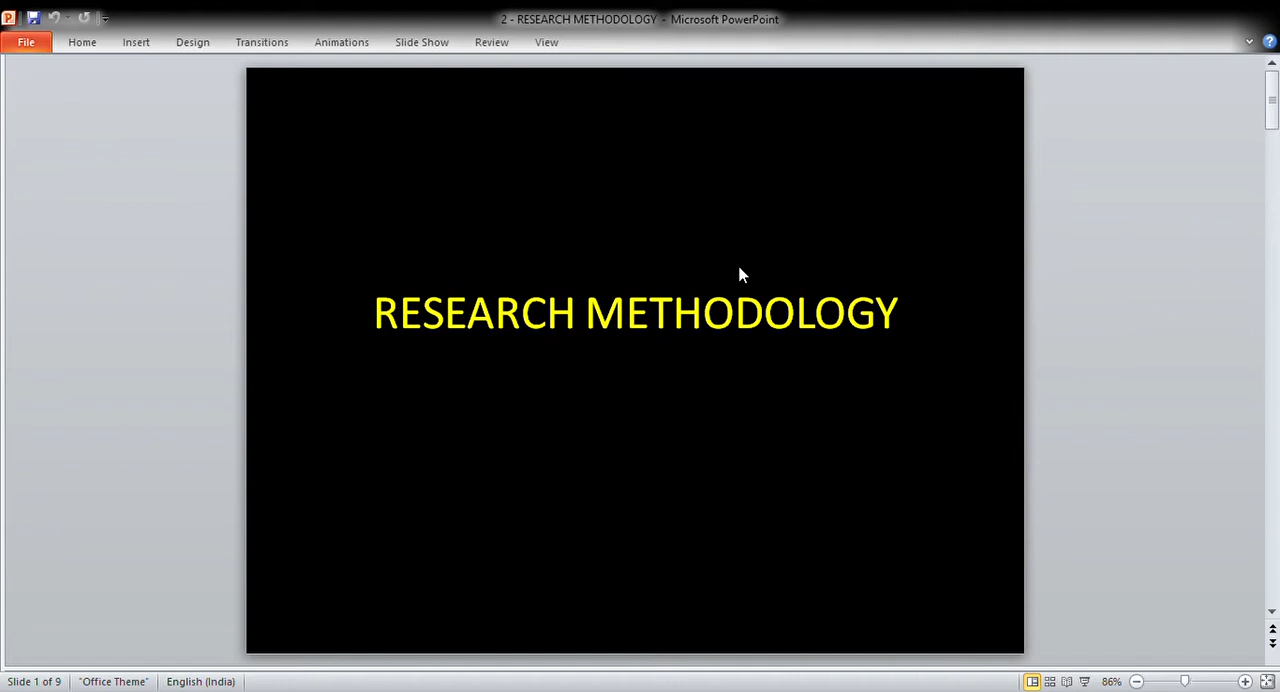 2 - RESEARCH METHODOLOGY - Microsoft PowerPoint
File Home Insert Design Transitions Animations Slide Show Review View
RESEARCH METHODOLOGY
Slide 1 of 9 "Office Theme" English (India) 86%